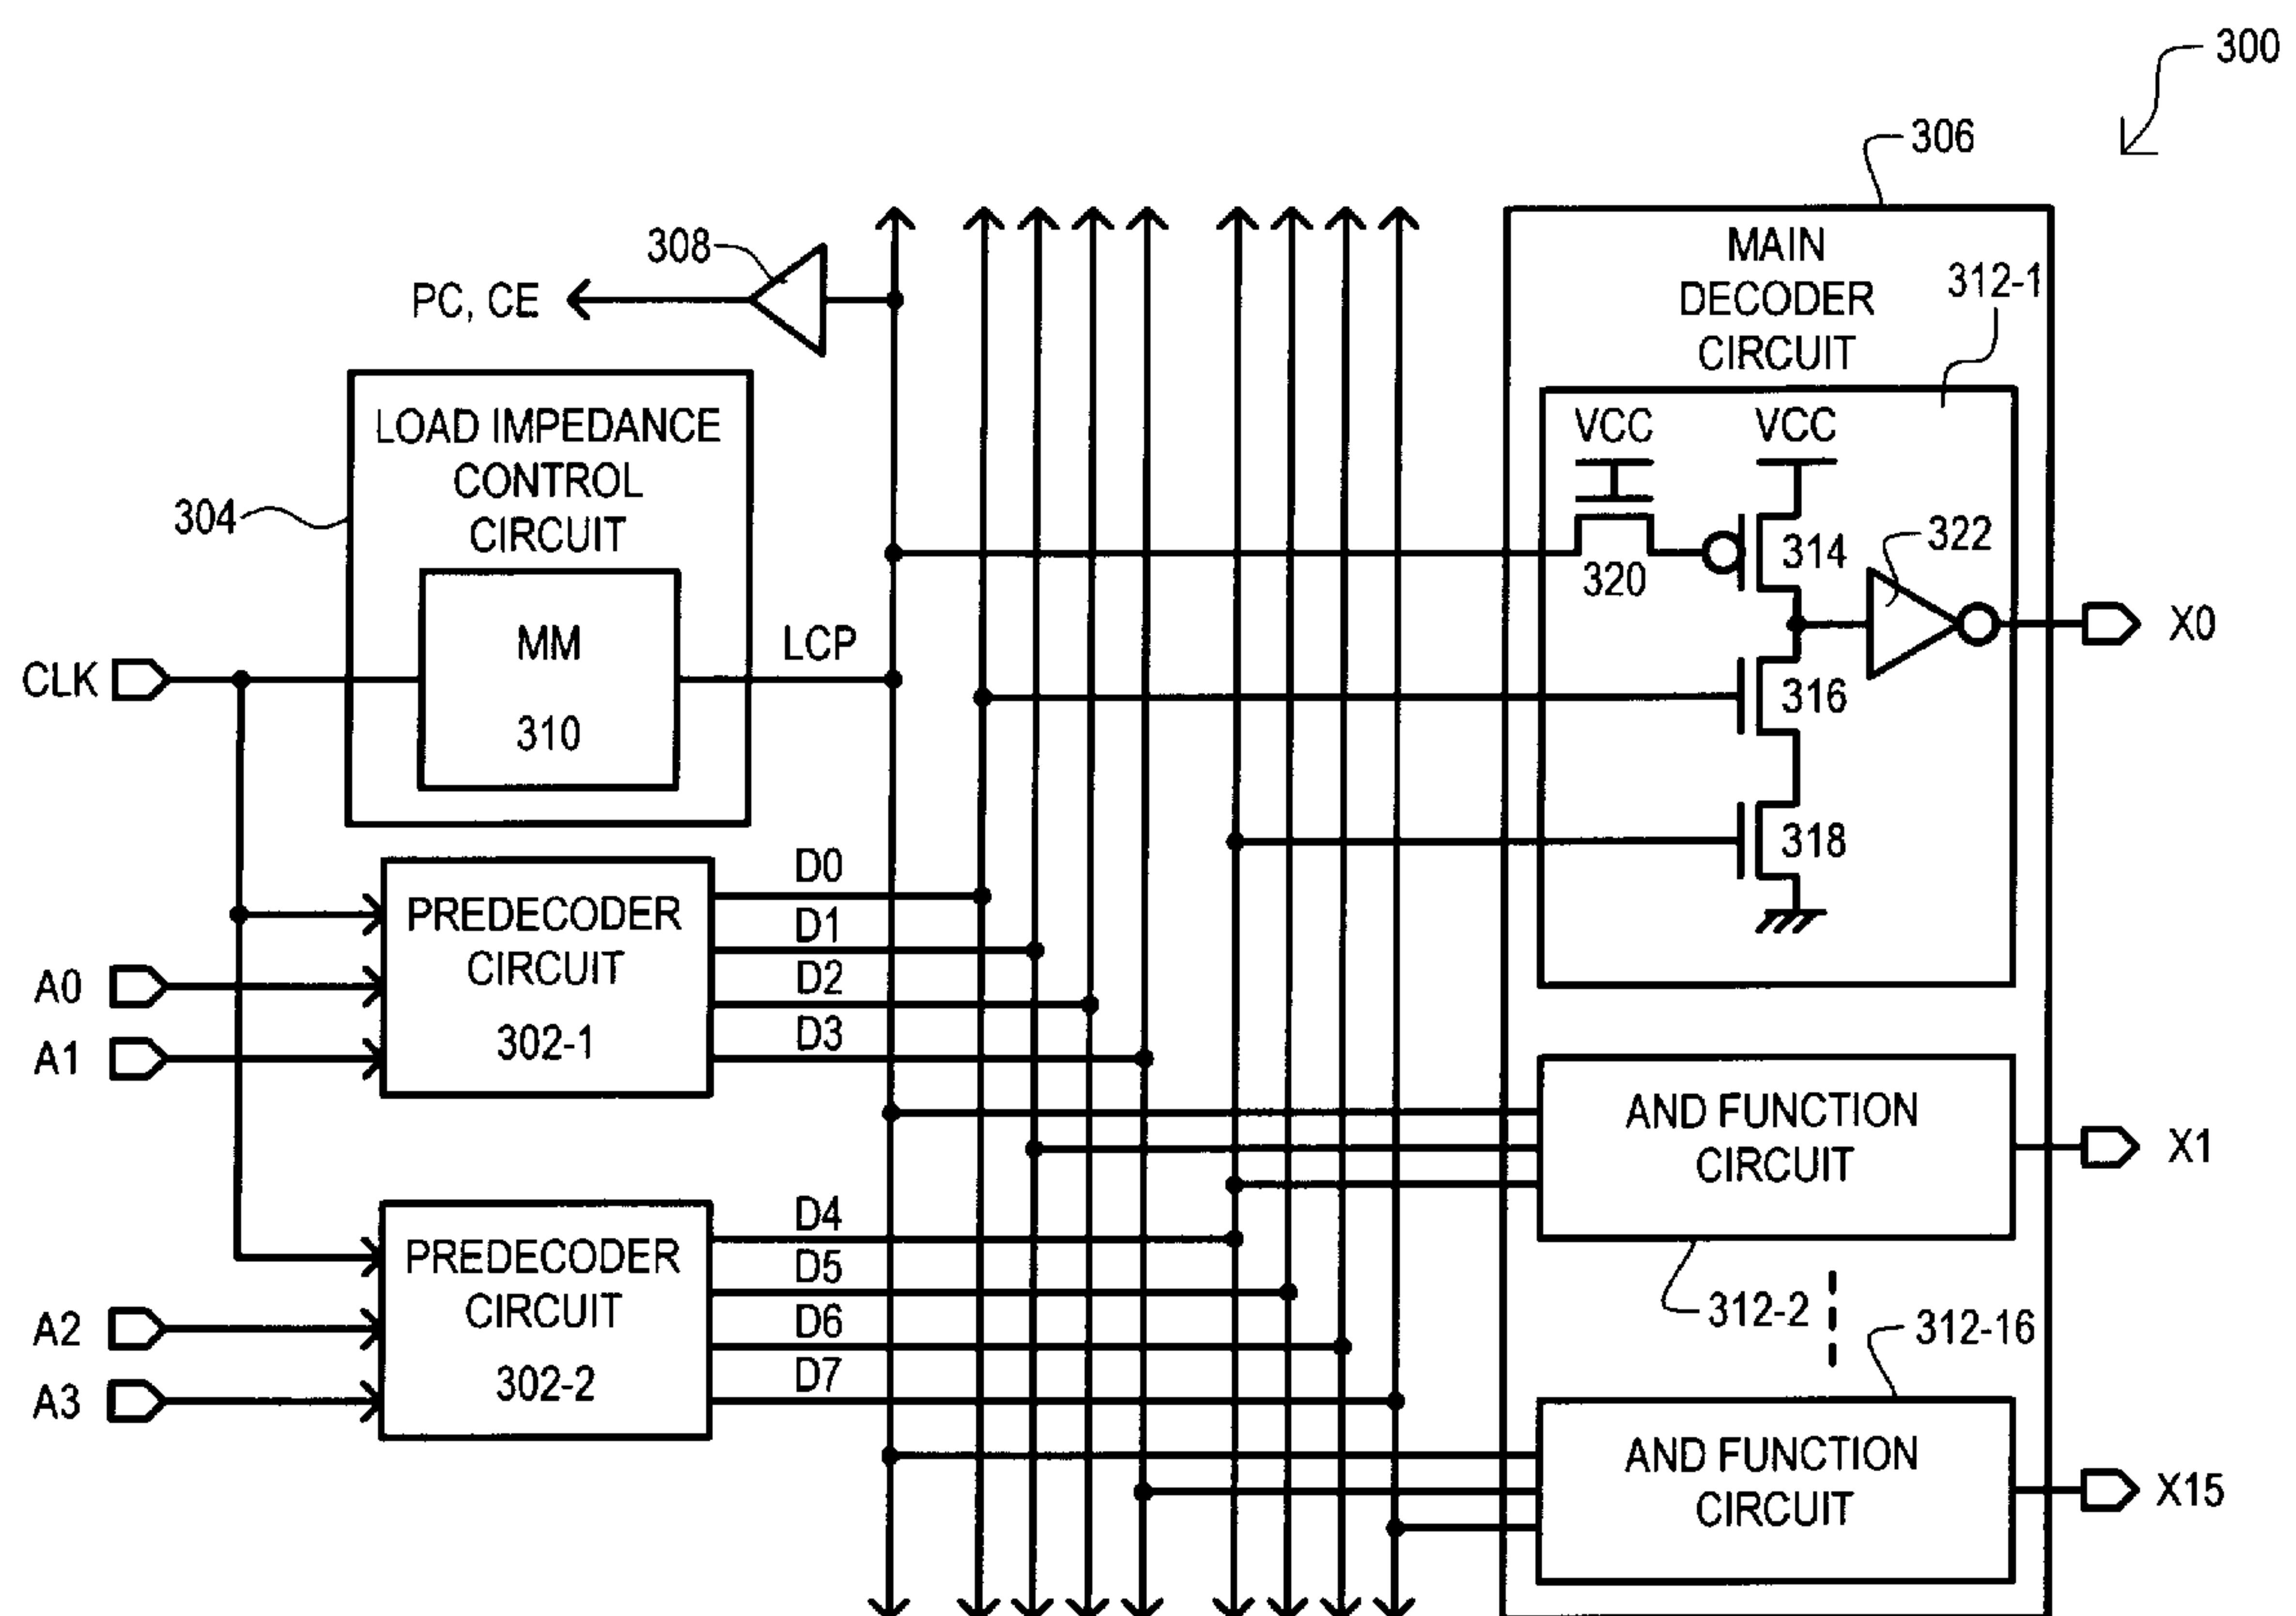 300
306
308
PC, CE
MAIN
DECODER
CIRCUIT
312-1
LOAD IMPEDANCE
CONTROL
CIRCUIT
304
MM
310
LCP
CLK
VCC
VCC
314
320
322
X0
316
318
D0
D1
D2
D3
PREDECODER
CIRCUIT
302-1
A0
A1
AND FUNCTION
CIRCUIT
X1
312-2
D4
D5
D6
D7
PREDECODER
CIRCUIT
302-2
A2
A3
312-16
AND FUNCTION
CIRCUIT
X15